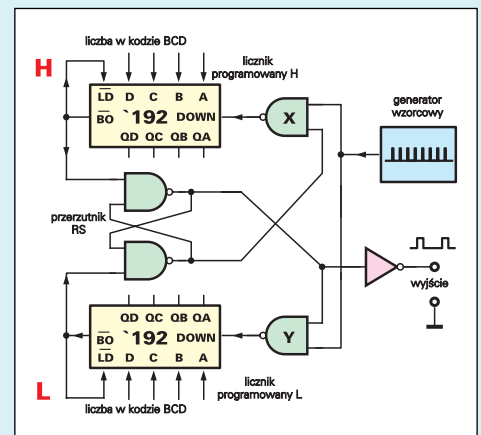 liczba w kodzie BCD
H
licznik
programowany H
LD D C B A
BO `192 DOWN
QD QC QB QA
X
generator
wzorcowy
przerzutnik
RS
wyjście
QD QC QB QA
BO `192 DOWN
LD D C B A
Y
L
licznik
programowany L
liczba w kodzie BCD